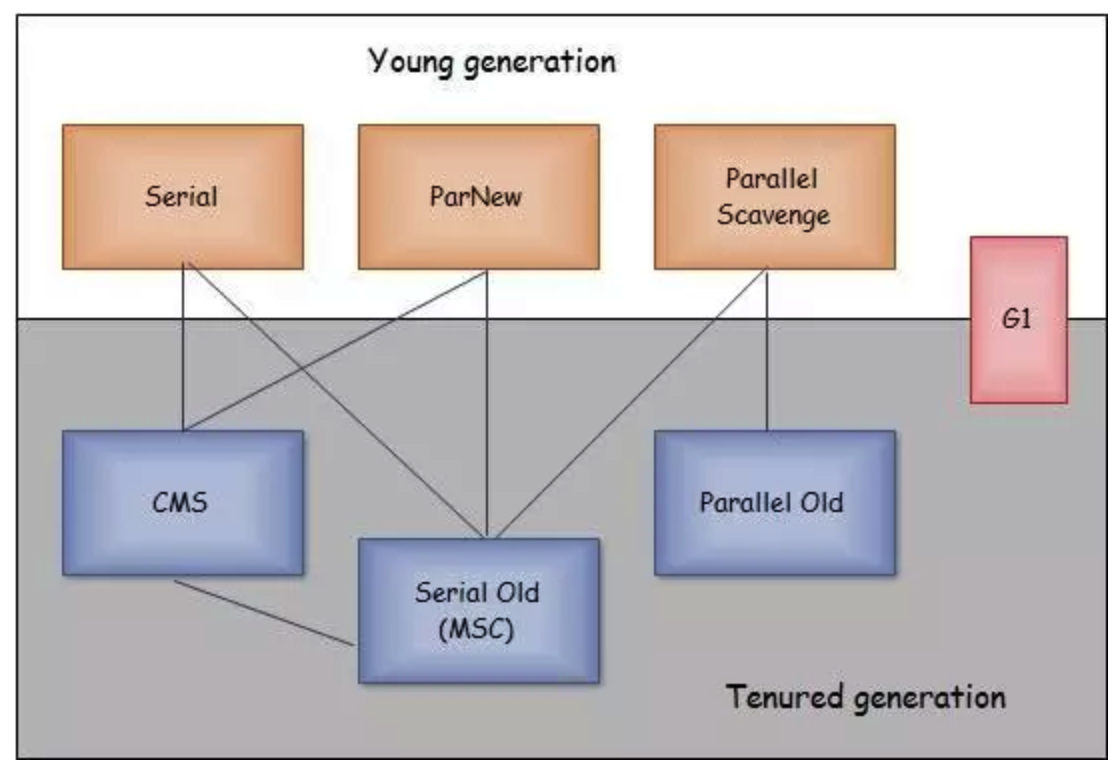 Young generation
Serial
ParNew
Parallel
Scavenge
G1
CMS
Parallel Old
Serial Old
(MSC)
Tenured generation